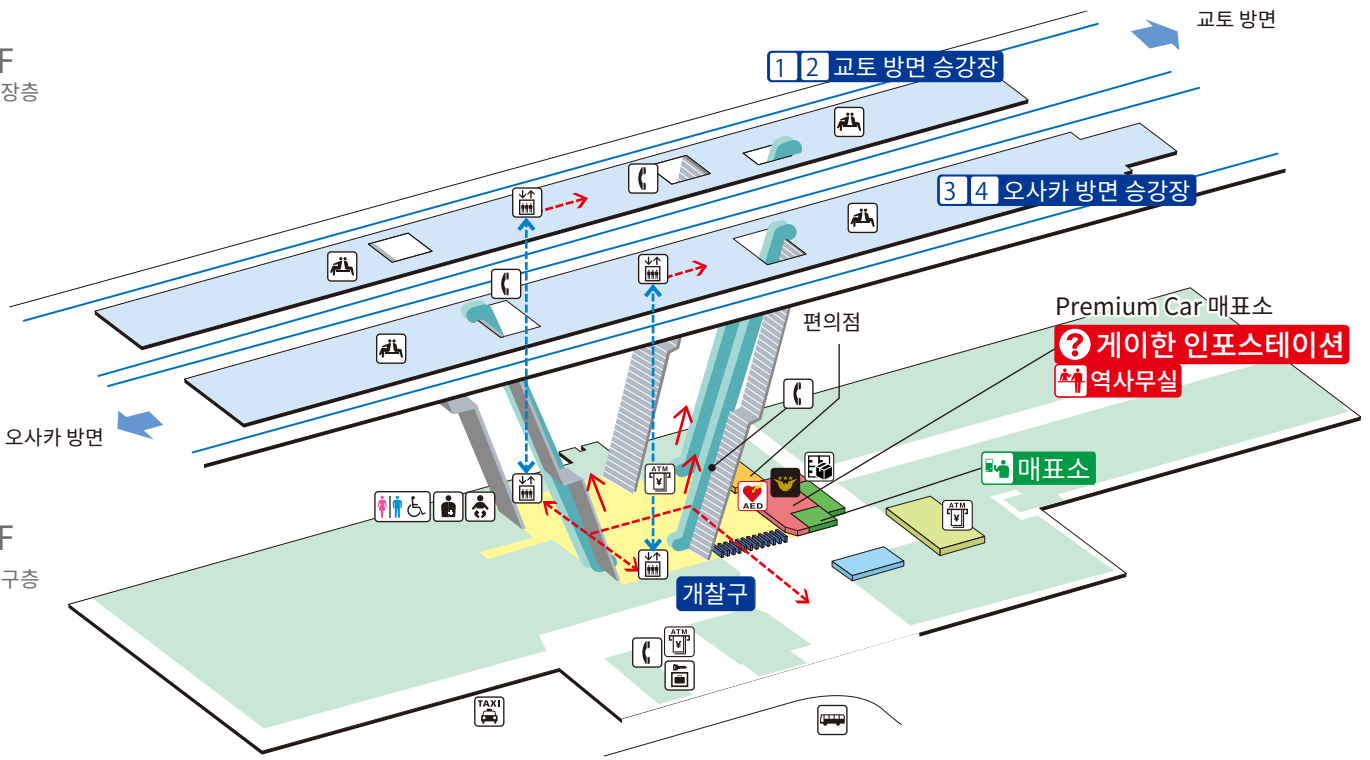 교토 방면
F
장층
1 2 교토 방면 승강장
3 4 오사카 방면 승강장
Premium Car 매표소
? 게이한 인포스테이션
역사무실
편의점
오사카 방면
ATM
¥
매표소
AED
ATM
¥
F
구층
개찰구
ATM
¥
TAXI